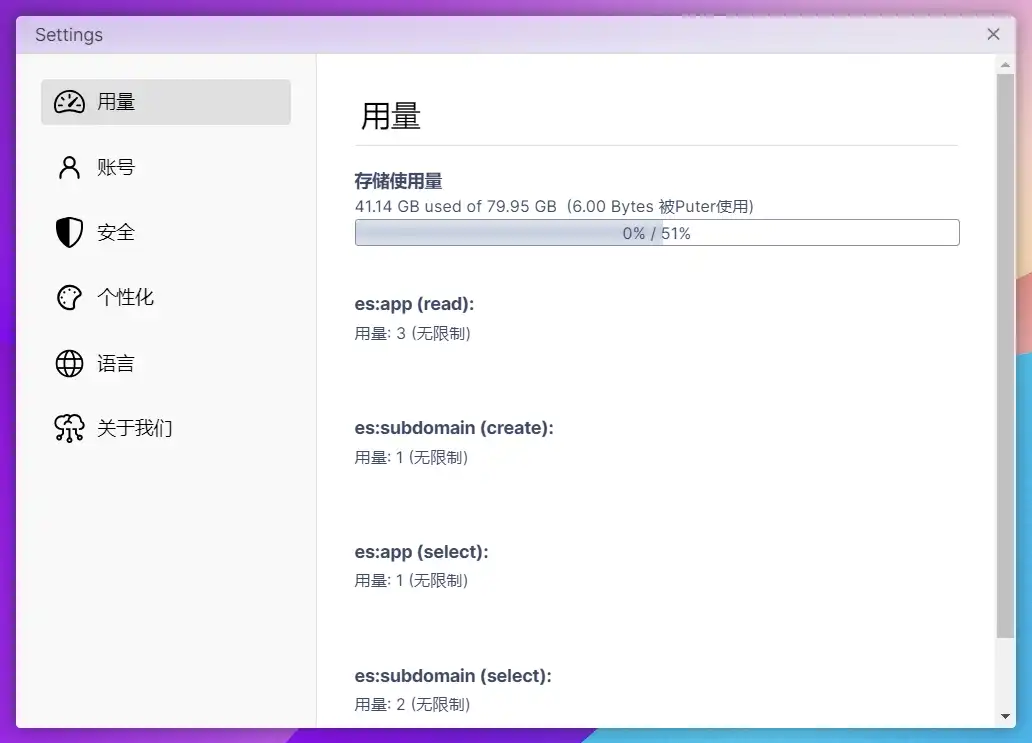 Settings
用量
账号
安全
个性化
语言
关于我们
用量
存储使用量
41.14 GB used of 79.95 GB (6.00 Bytes 被Puter使用)
0% / 51%
es:app (read):
用量: 3 (无限制)
es:subdomain (create):
用量: 1 (无限制)
es:app (select):
用量: 1 (无限制)
es:subdomain (select):
用量: 2 (无限制)